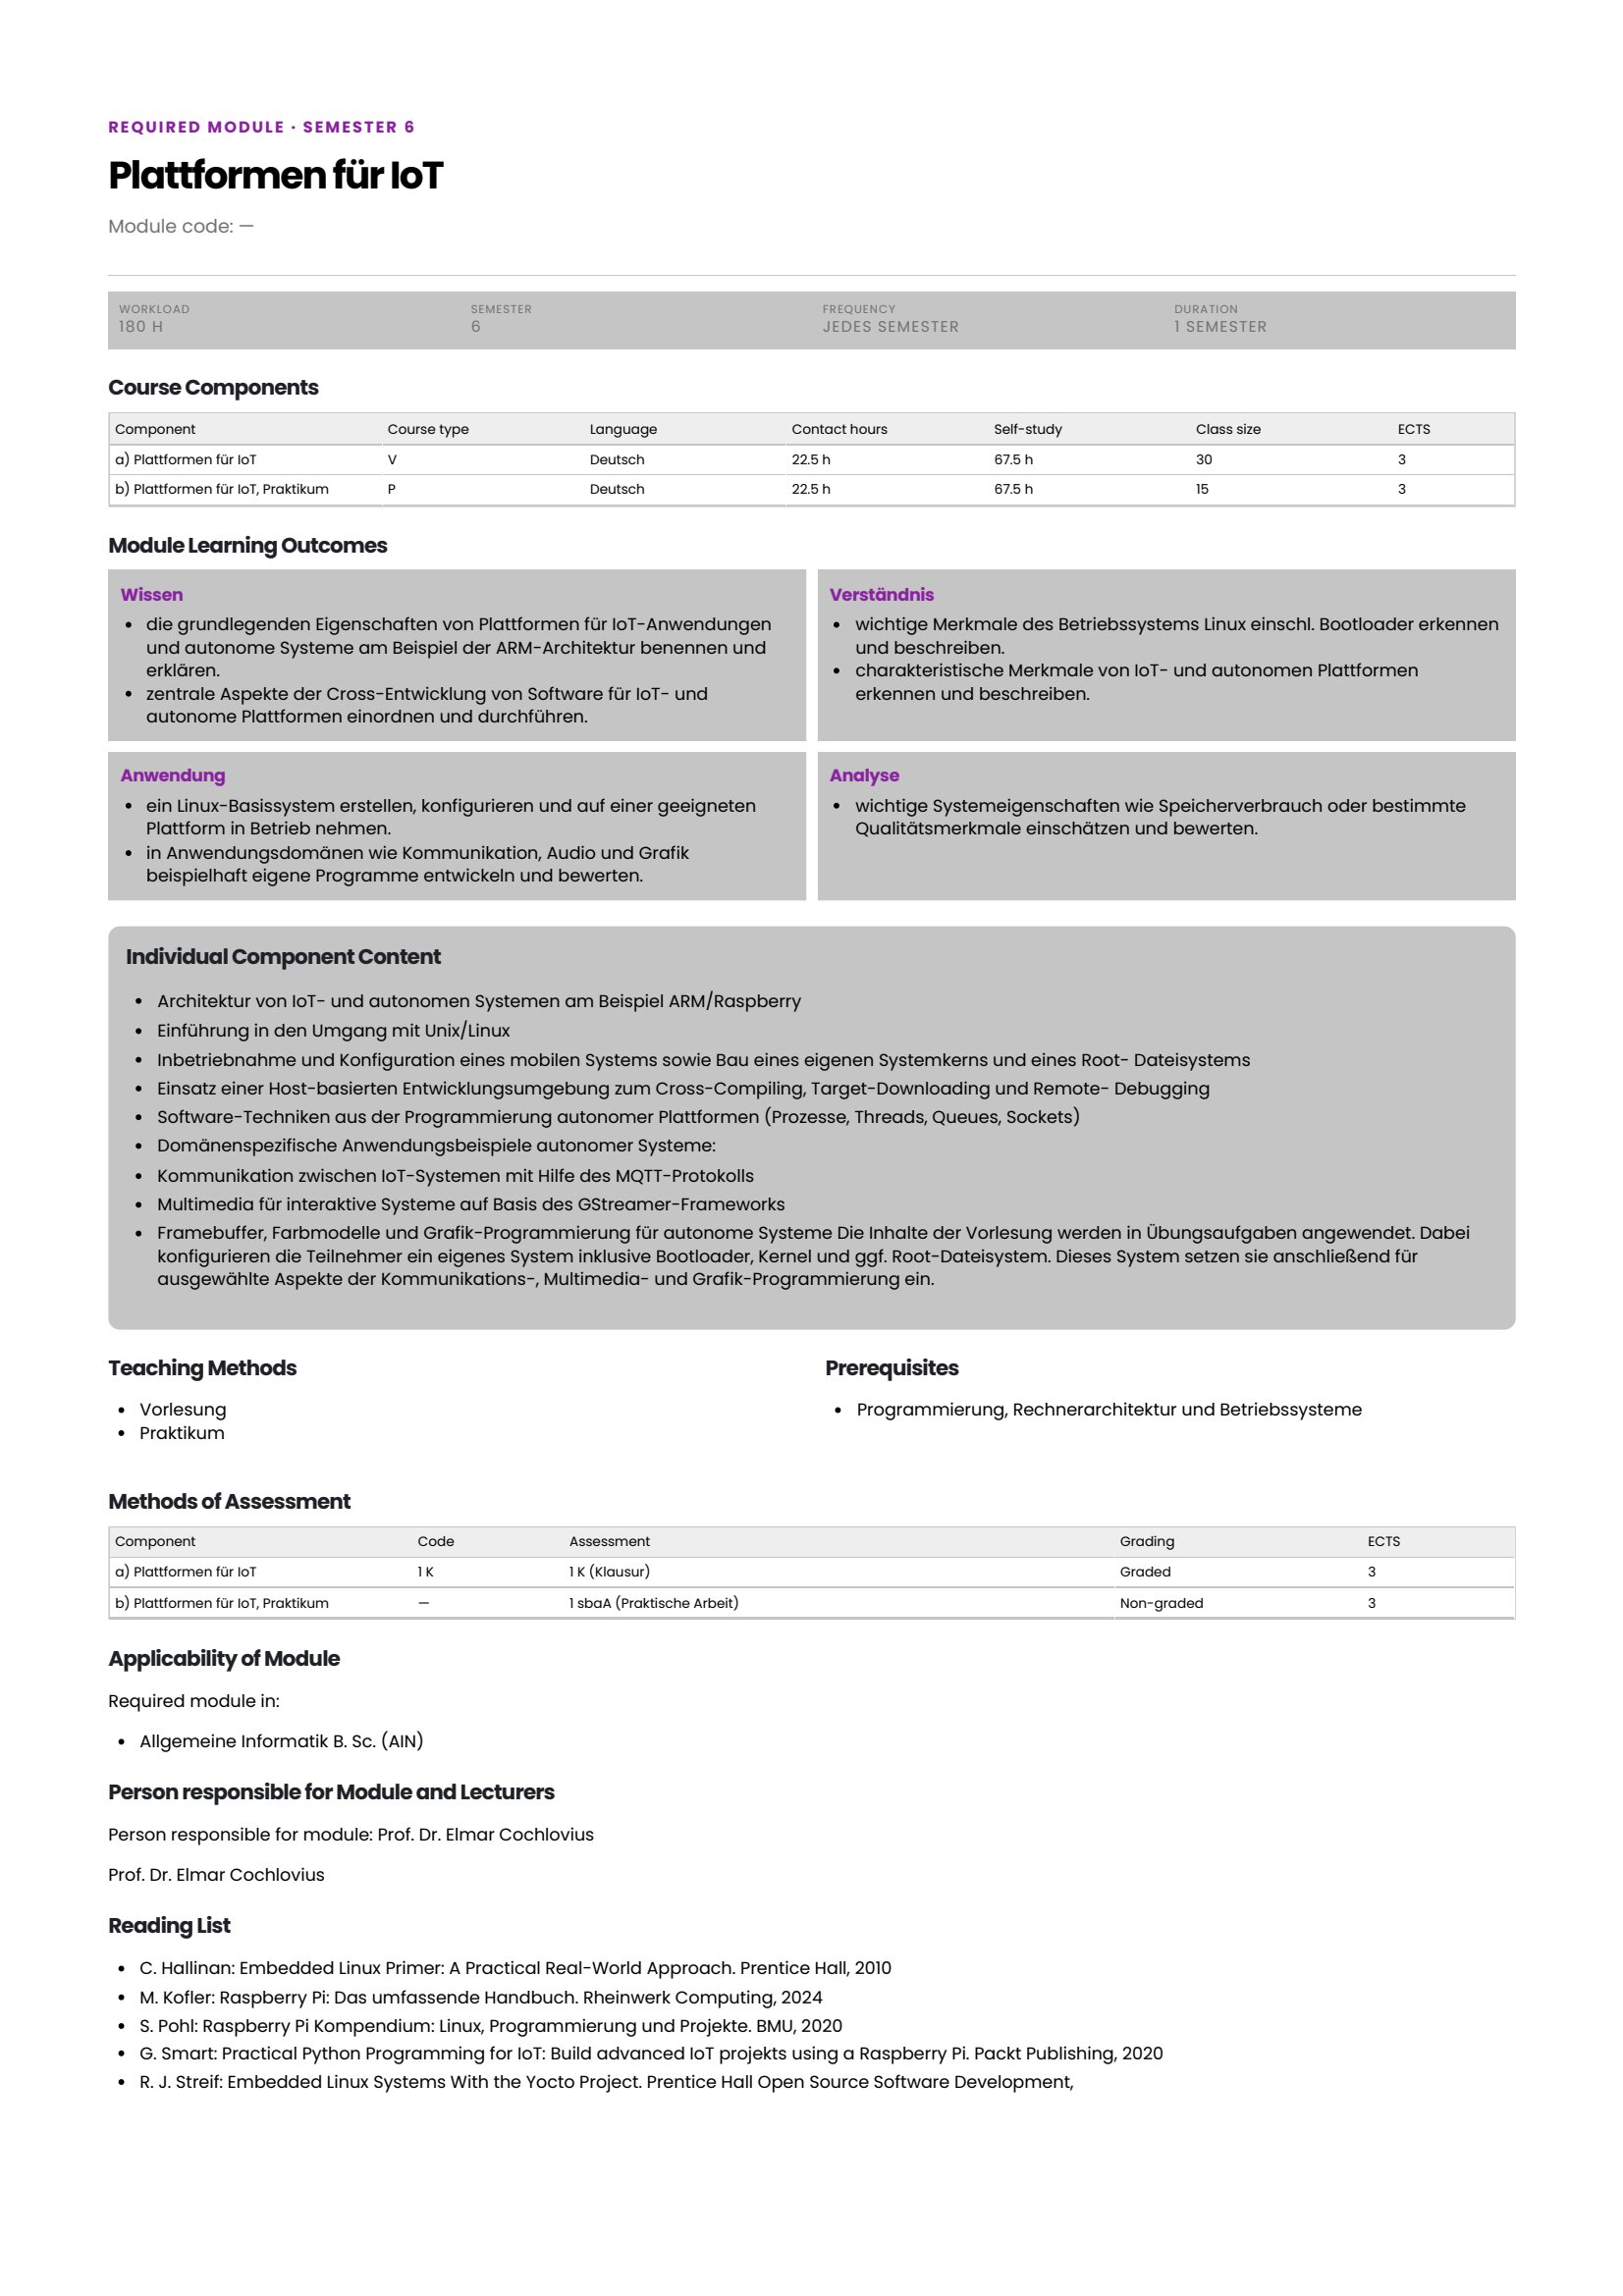 REQUIRED MODULE · SEMESTER 6
Plattformen für IoT
Module code: —
WORKLOAD SEMESTER FREQUENCY DURATION
180 H 6 JEDES SEMESTER 1 SEMESTER
Course Components
Component Course type Language Contact hours Self-study Class size ECTS
a) Plattformen für IoT V Deutsch 22.5 h 67.5 h 30 3
b) Plattformen für IoT, Praktikum P Deutsch 22.5 h 67.5 h 15 3
Module Learning Outcomes
Wissen
• die grundlegenden Eigenschaften von Plattformen für IoT-Anwendungen
und autonome Systeme am Beispiel der ARM-Architektur benennen und
erklären.
• zentrale Aspekte der Cross-Entwicklung von Software für IoT- und
autonome Plattformen einordnen und durchführen.
Verständnis
• wichtige Merkmale des Betriebssystems Linux einschl. Bootloader erkennen
und beschreiben.
• charakteristische Merkmale von IoT- und autonomen Plattformen
erkennen und beschreiben.
Anwendung
• ein Linux-Basissystem erstellen, konfigurieren und auf einer geeigneten
Plattform in Betrieb nehmen.
• in Anwendungsdomänen wie Kommunikation, Audio und Grafik
beispielhaft eigene Programme entwickeln und bewerten.
Analyse
• wichtige Systemeigenschaften wie Speicherverbrauch oder bestimmte
Qualitätsmerkmale einschätzen und bewerten.
Individual Component Content
• Architektur von IoT- und autonomen Systemen am Beispiel ARM/Raspberry
• Einführung in den Umgang mit Unix/Linux
• Inbetriebnahme und Konfiguration eines mobilen Systems sowie Bau eines eigenen Systemkerns und eines Root- Dateisystems
• Einsatz einer Host-basierten Entwicklungsumgebung zum Cross-Compiling, Target-Downloading und Remote- Debugging
• Software-Techniken aus der Programmierung autonomer Plattformen (Prozesse, Threads, Queues, Sockets)
• Domänenspezifische Anwendungsbeispiele autonomer Systeme:
• Kommunikation zwischen IoT-Systemen mit Hilfe des MQTT-Protokolls
• Multimedia für interaktive Systeme auf Basis des GStreamer-Frameworks
• Framebuffer, Farbmodelle und Grafik-Programmierung für autonome Systeme Die Inhalte der Vorlesung werden in Übungsaufgaben angewendet. Dabei
konfigurieren die Teilnehmer ein eigenes System inklusive Bootloader, Kernel und ggf. Root-Dateisystem. Dieses System setzen sie anschließend für
ausgewählte Aspekte der Kommunikations-, Multimedia- und Grafik-Programmierung ein.
Teaching Methods
• Vorlesung
• Praktikum
Prerequisites
• Programmierung, Rechnerarchitektur und Betriebssysteme
Methods of Assessment
Component Code Assessment Grading ECTS
a) Plattformen für IoT 1 K 1 K (Klausur) Graded 3
b) Plattformen für IoT, Praktikum — 1 sbaA (Praktische Arbeit) Non-graded 3
Applicability of Module
Required module in:
• Allgemeine Informatik B. Sc. (AIN)
Person responsible for Module and Lecturers
Person responsible for module: Prof. Dr. Elmar Cochlovius
Prof. Dr. Elmar Cochlovius
Reading List
• C. Hallinan: Embedded Linux Primer: A Practical Real-World Approach. Prentice Hall, 2010
• M. Kofler: Raspberry Pi: Das umfassende Handbuch. Rheinwerk Computing, 2024
• S. Pohl: Raspberry Pi Kompendium: Linux, Programmierung und Projekte. BMU, 2020
• G. Smart: Practical Python Programming for IoT: Build advanced IoT projekts using a Raspberry Pi. Packt Publishing, 2020
• R. J. Streif: Embedded Linux Systems With the Yocto Project. Prentice Hall Open Source Software Development,